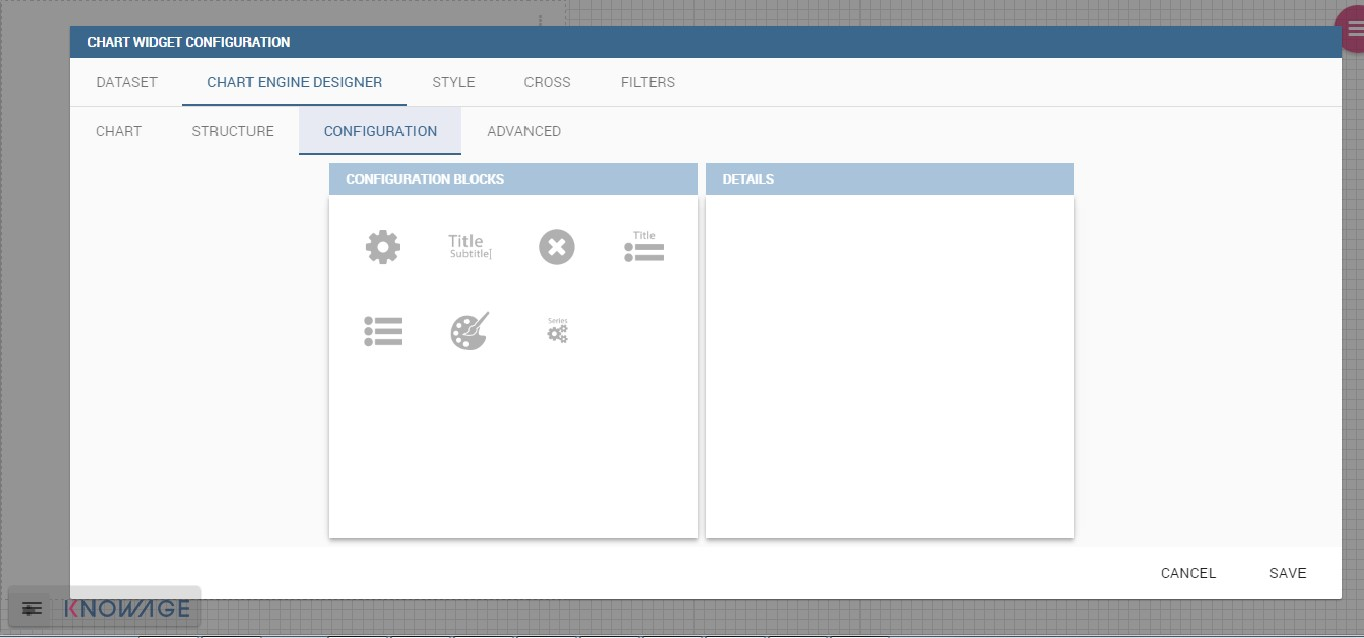 CHART WIDGET CONFIGURATION
DATASET CHART ENGINE DESIGNER STYLE CROSS FILTERS
CHART STRUCTURE CONFIGURATION ADVANCED
CONFIGURATION BLOCKS DETAILS
Title
Subtitle
Title
Series
CANCEL SAVE
KNOWAGE